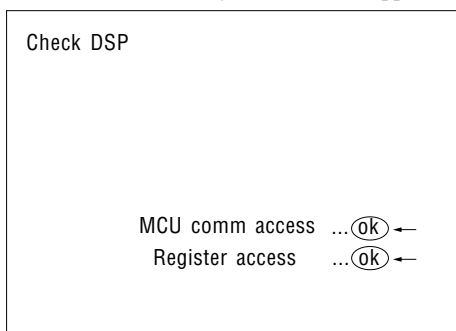 Check DSP
MCU comm access ...ok
Register access ...ok